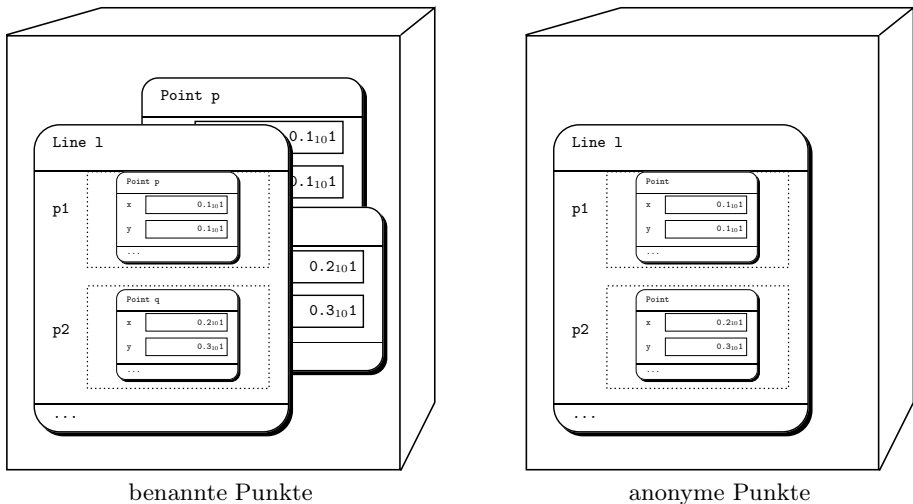 Point p
0.1₁₀1
0.1₁₀1
0.2₁₀1
0.3₁₀1
Line l
p1
Point p
x 0.1₁₀1
y 0.1₁₀1
...
p2
Point q
x 0.2₁₀1
y 0.3₁₀1
...
...
benannte Punkte
Line l
p1
Point
x 0.1₁₀1
y 0.1₁₀1
...
p2
Point
x 0.2₁₀1
y 0.3₁₀1
...
...
anonyme Punkte